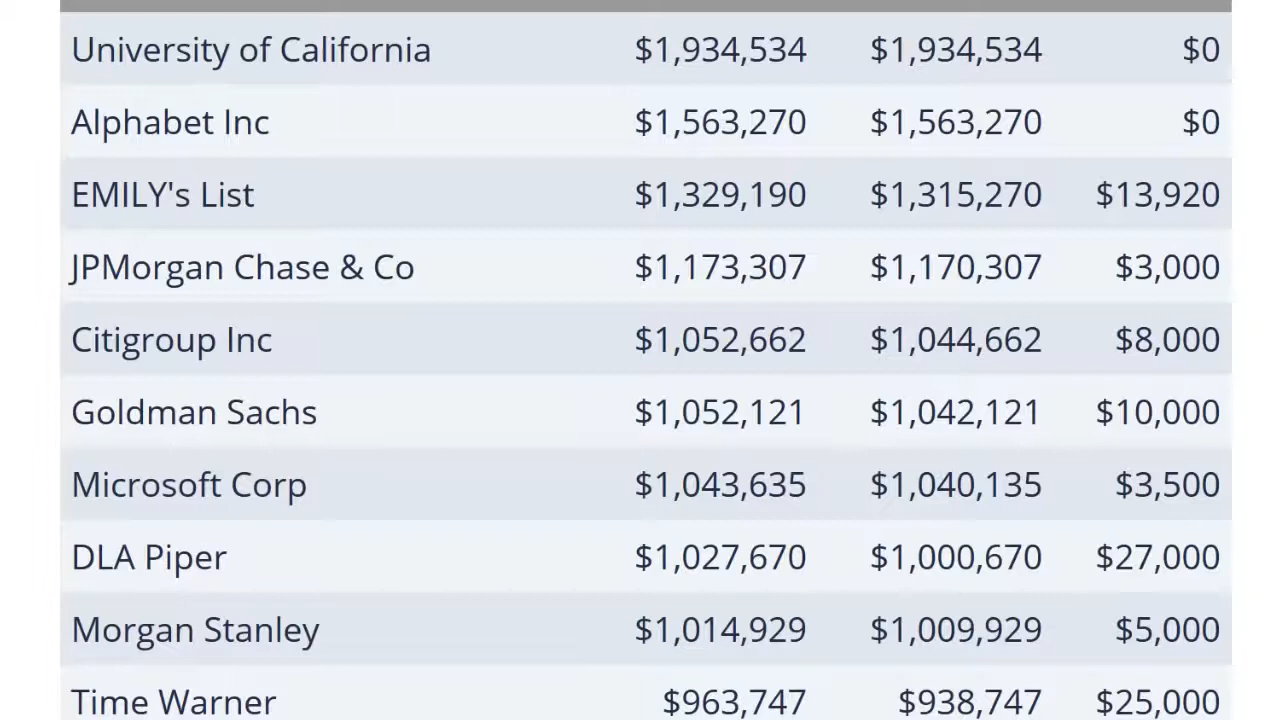 University of California $1,934,534 $1,934,534 $0
Alphabet Inc $1,563,270 $1,563,270 $0
EMILY's List $1,329,190 $1,315,270 $13,920
JPMorgan Chase & Co $1,173,307 $1,170,307 $3,000
Citigroup Inc $1,052,662 $1,044,662 $8,000
Goldman Sachs $1,052,121 $1,042,121 $10,000
Microsoft Corp $1,043,635 $1,040,135 $3,500
DLA Piper $1,027,670 $1,000,670 $27,000
Morgan Stanley $1,014,929 $1,009,929 $5,000
Time Warner $963,747 $938,747 $25,000